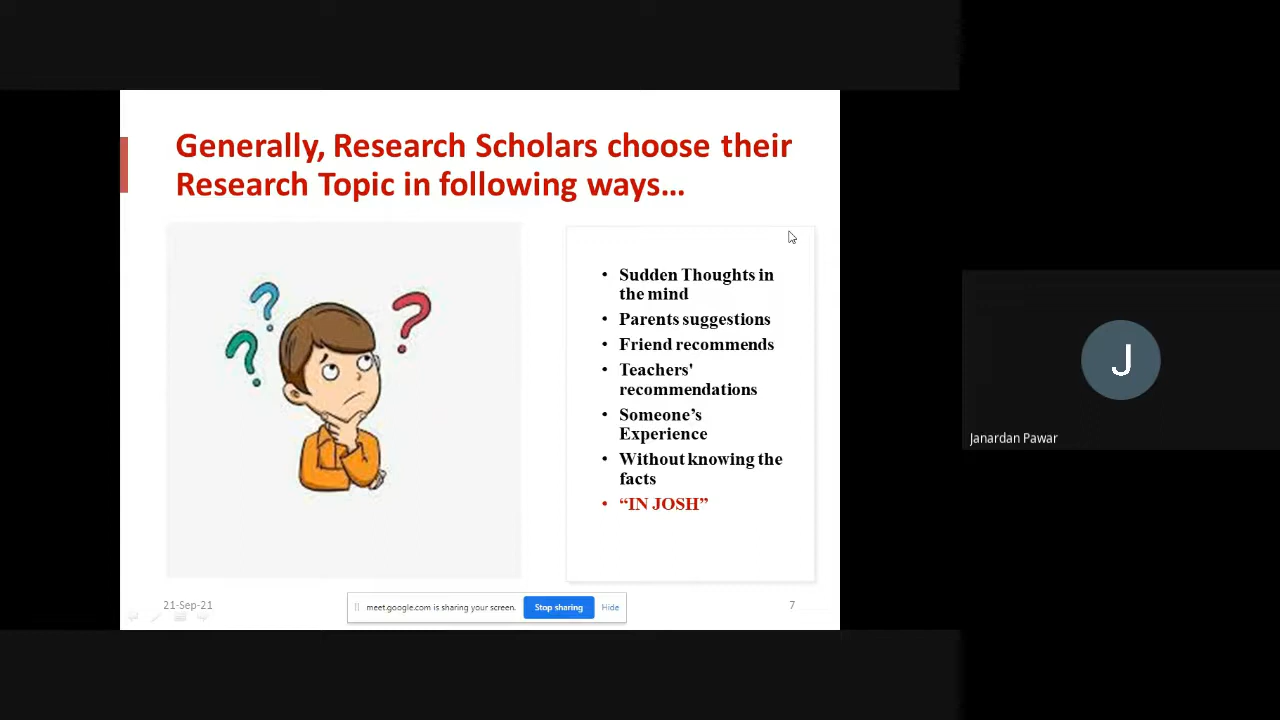 Generally, Research Scholars choose their
Research Topic in following ways...
• Sudden Thoughts in
the mind
• Parents suggestions
• Friend recommends
• Teachers'
recommendations
• Someone’s
Experience
• Without knowing the
facts
• “IN JOSH”
21-Sep-21
meet.google.com is sharing your screen. Stop sharing Hide
7
J
Janardan Pawar